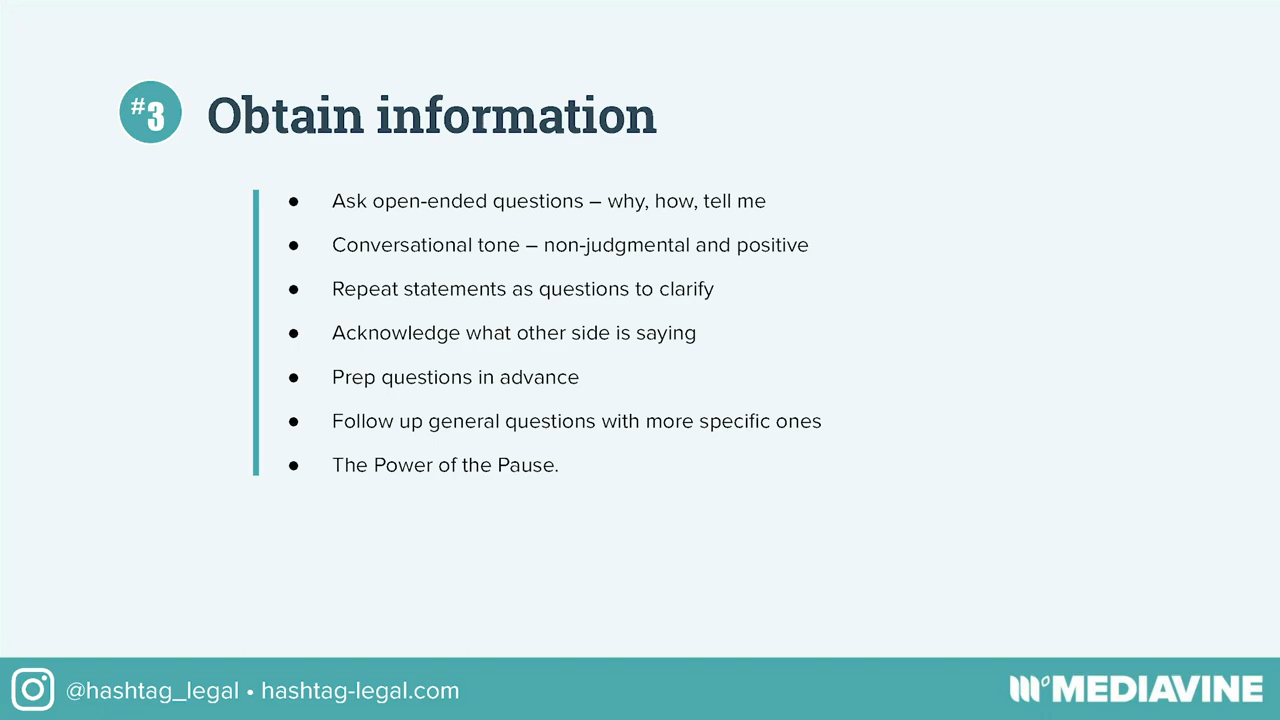 #3 Obtain information
● Ask open-ended questions – why, how, tell me
● Conversational tone – non-judgmental and positive
● Repeat statements as questions to clarify
● Acknowledge what other side is saying
● Prep questions in advance
● Follow up general questions with more specific ones
● The Power of the Pause.
@hashtag_legal • hashtag-legal.com
MEDIAVINE